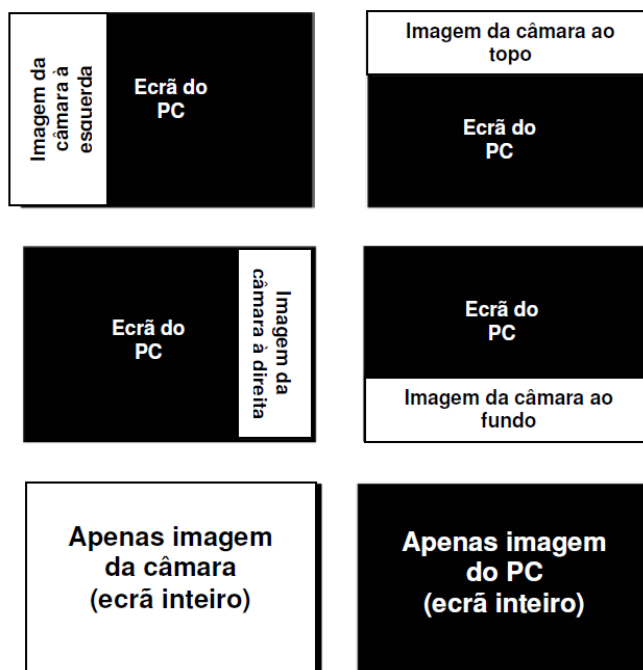 Imagem da
câmara à
esquerda
Ecrã do
PC
Imagem da câmara ao
topo
Ecrã do
PC
Ecrã do
PC
Imagem da
câmara à direita
Ecrã do
PC
Imagem da câmara ao
fundo
Apenas imagem
da câmara
(ecrã inteiro)
Apenas imagem
do PC
(ecrã inteiro)